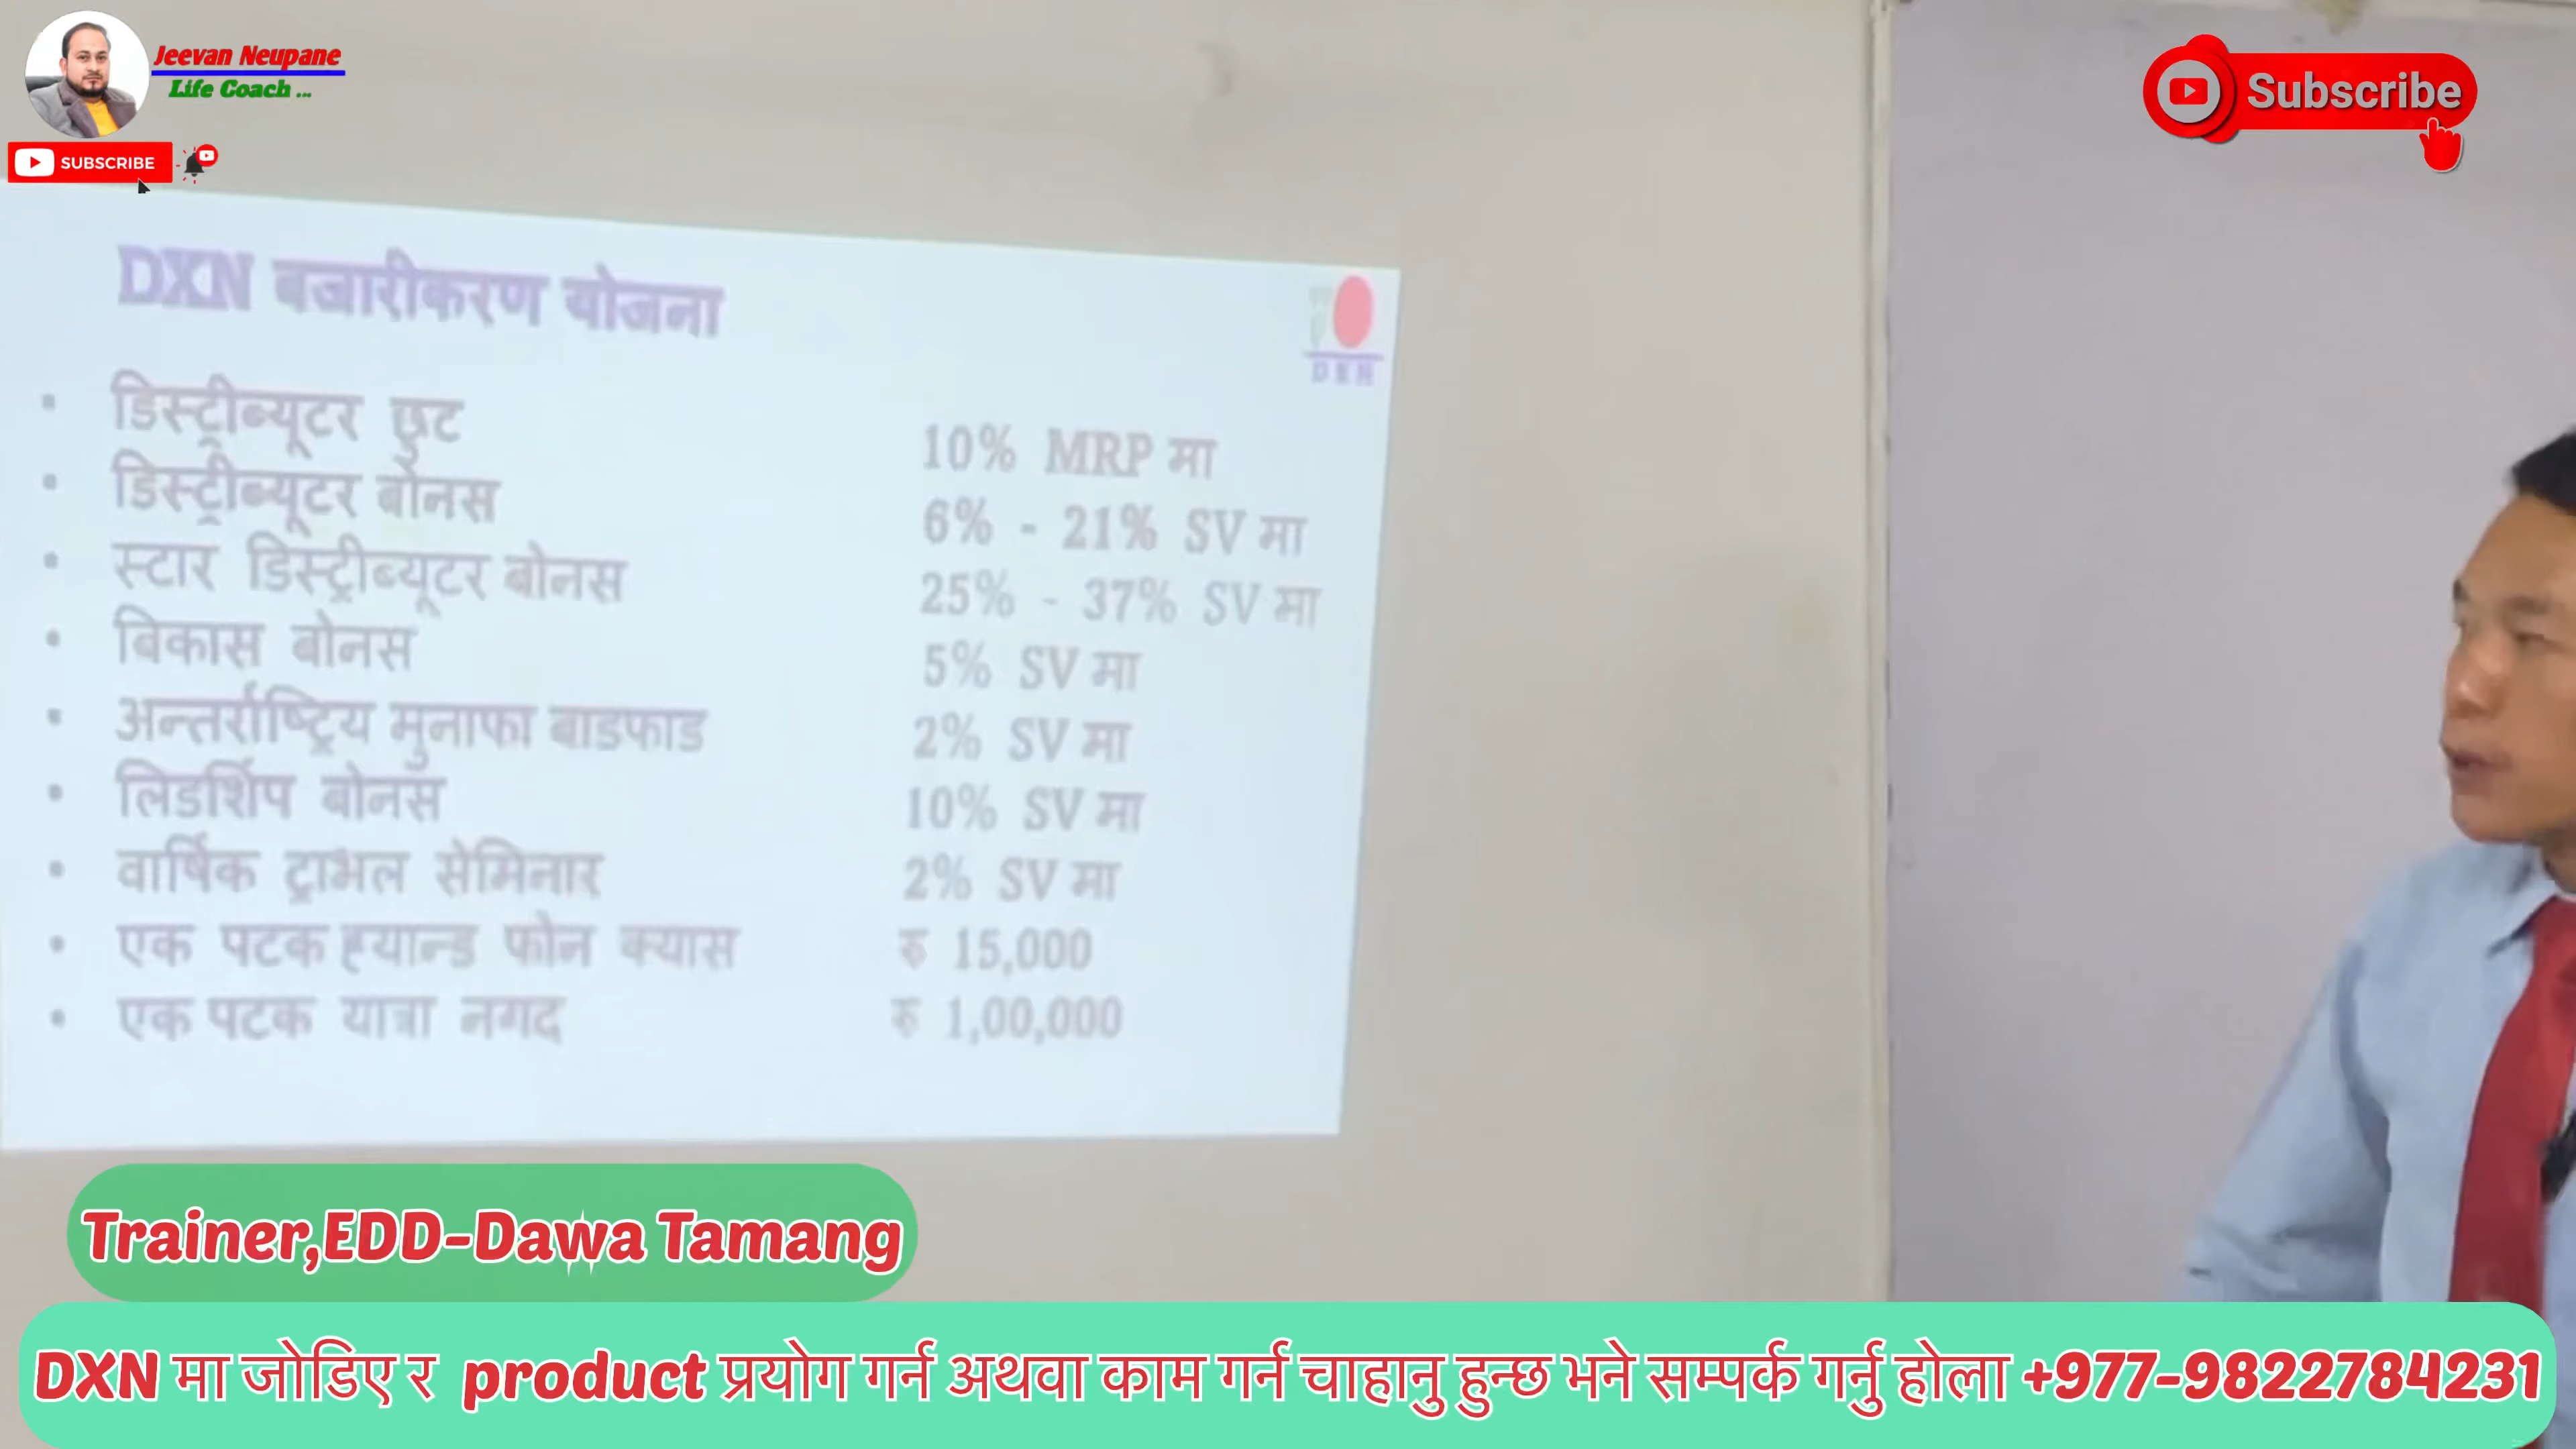 Jeevan Neupane
Life Coach ...
SUBSCRIBE
Subscribe
DXN बजारीकरण योजना
DXN
• डिस्ट्रीब्यूटर छुट 10% MRP मा
• डिस्ट्रीब्यूटर बोनस 6% - 21% SV मा
• स्टार डिस्ट्रीब्यूटर बोनस 25% - 37% SV मा
• बिकास बोनस 5% SV मा
• अन्तर्राष्ट्रिय मुनाफा बाडफाड 2% SV मा
• लिडर्शिप बोनस 10% SV मा
• वार्षिक ट्राभल सेमिनार 2% SV मा
• एक पटक ह्यान्ड फोन क्यास रु 15,000
• एक पटक यात्रा नगद रु 1,00,000
Trainer,EDD-Dawa Tamang
DXN मा जोडिए र product प्रयोग गर्न अथवा काम गर्न चाहानु हुन्छ भने सम्पर्क गर्नु होला +977-9822784231